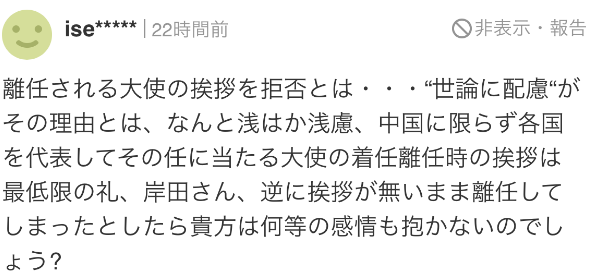 ise***** | 22時間前 非表示・報告
離任される大使の挨拶を拒否とは・・・“世論に配慮“が
その理由とは、なんと浅はか浅慮、中国に限らず各国
を代表してその任に当たる大使の着任離任時の挨拶は
最低限の礼、岸田さん、逆に挨拶が無いまま離任して
しまったとしたら貴方は何等の感情も抱かないのでし
ょう?